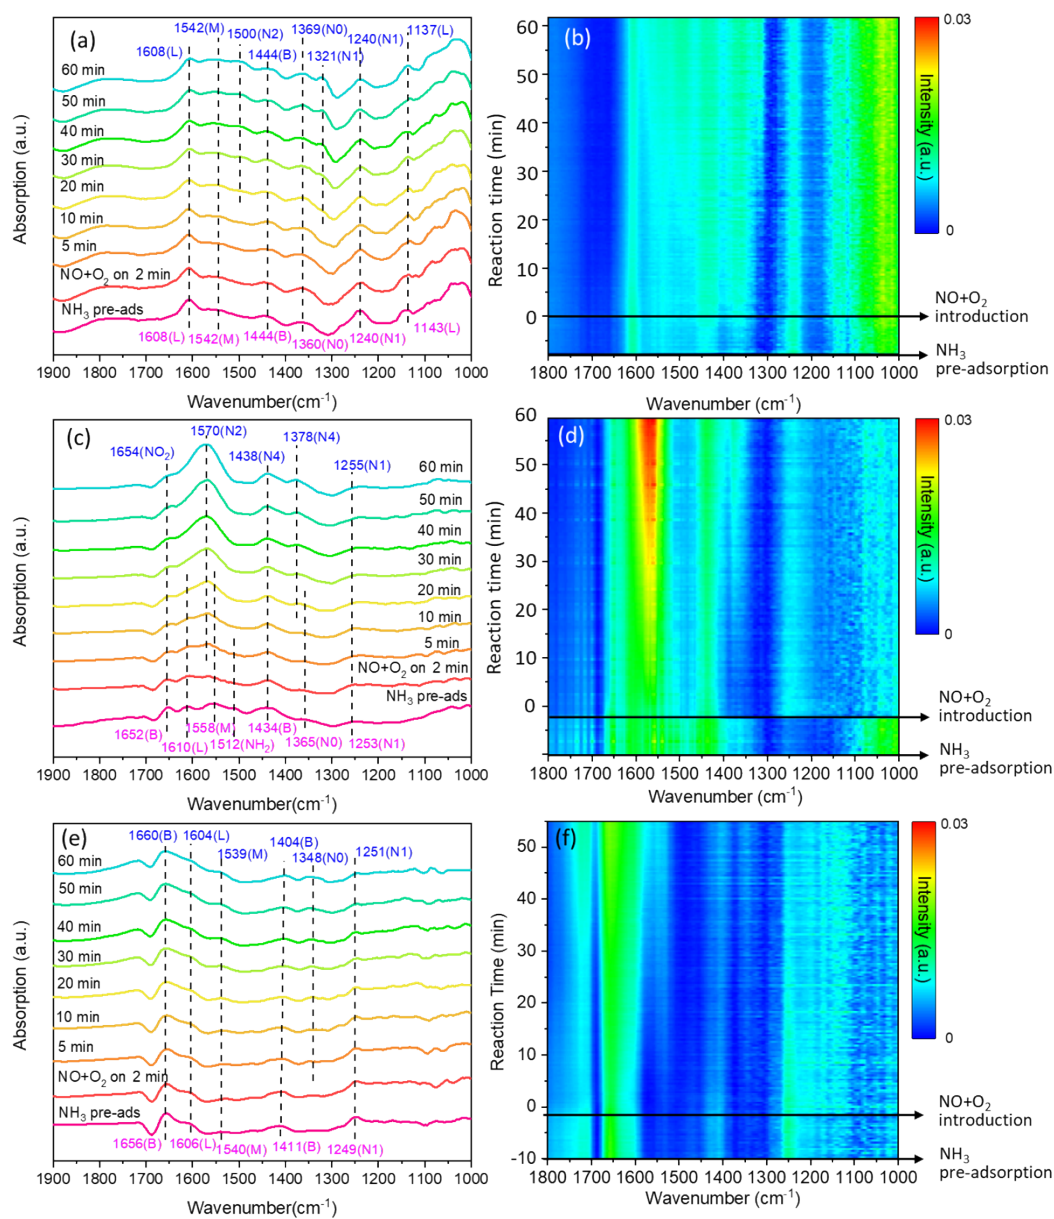 (a)
1542(M)
1369(N0)
1137(L)
1608(L)
1500(N2)
1240(N1)
1444(B)
1321(N1)
60 min
50 min
40 min
30 min
20 min
10 min
5 min
NO+O2 on 2 min
NH3 pre-ads
1608(L)
1542(M)
1444(B)
1360(N0)
1240(N1)
1143(L)
Absorption (a.u.)
1900 1800 1700 1600 1500 1400 1300 1200 1100 1000
Wavenumber(cm-1)
(b)
Reaction time (min)
60
50
40
30
20
10
0
1800 1700 1600 1500 1400 1300 1200 1100 1000
Wavenumber(cm-1)
0.03
Intensity (a.u.)
0
NO+O2
introduction
NH3
pre-adsorption
(c)
1570(N2)
1378(N4)
1654(NO2)
1438(N4)
1255(N1)
60 min
50 min
40 min
30 min
20 min
10 min
5 min
NO+O2 on 2 min
NH3 pre-ads
1652(B)
1610(L)
1558(M)
1512(NH2)
1434(B)
1365(N0)
1253(N1)
Absorption (a.u.)
1900 1800 1700 1600 1500 1400 1300 1200 1100 1000
Wavenumber(cm-1)
(d)
Reaction time (min)
60
50
40
30
20
10
0
1800 1700 1600 1500 1400 1300 1200 1100 1000
Wavenumber(cm-1)
0.03
Intensity (a.u.)
0
NO+O2
introduction
NH3
pre-adsorption
(e)
1660(B)
1604(L)
1539(M)
1404(B)
1348(N0)
1251(N1)
60 min
50 min
40 min
30 min
20 min
10 min
5 min
NO+O2 on 2 min
NH3 pre-ads
1656(B)
1606(L)
1540(M)
1411(B)
1249(N1)
Absorption (a.u.)
1900 1800 1700 1600 1500 1400 1300 1200 1100 1000
Wavenumber(cm-1)
(f)
Reaction Time (min)
50
40
30
20
10
0
-10
1800 1700 1600 1500 1400 1300 1200 1100 1000
Wavenumber(cm-1)
0.03
Intensity (a.u.)
0
NO+O2
introduction
NH3
pre-adsorption